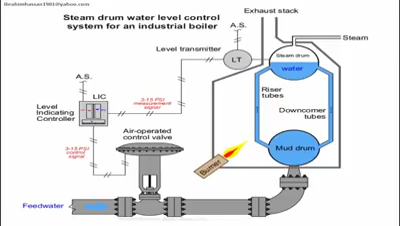 ibrahimhassan1981@yahoo.com
Steam drum water level control
system for an industrial boiler
Exhaust stack
A.S.
Steam
Level transmitter
LT
Steam drum
water
A.S.
LIC
3-15 PSI
measurement
signal
Riser
tubes
Level
Indicating
Controller
Downcomer
tubes
Air-operated
control valve
3-15 PSI
control
signal
Mud drum
Burner
Feedwater